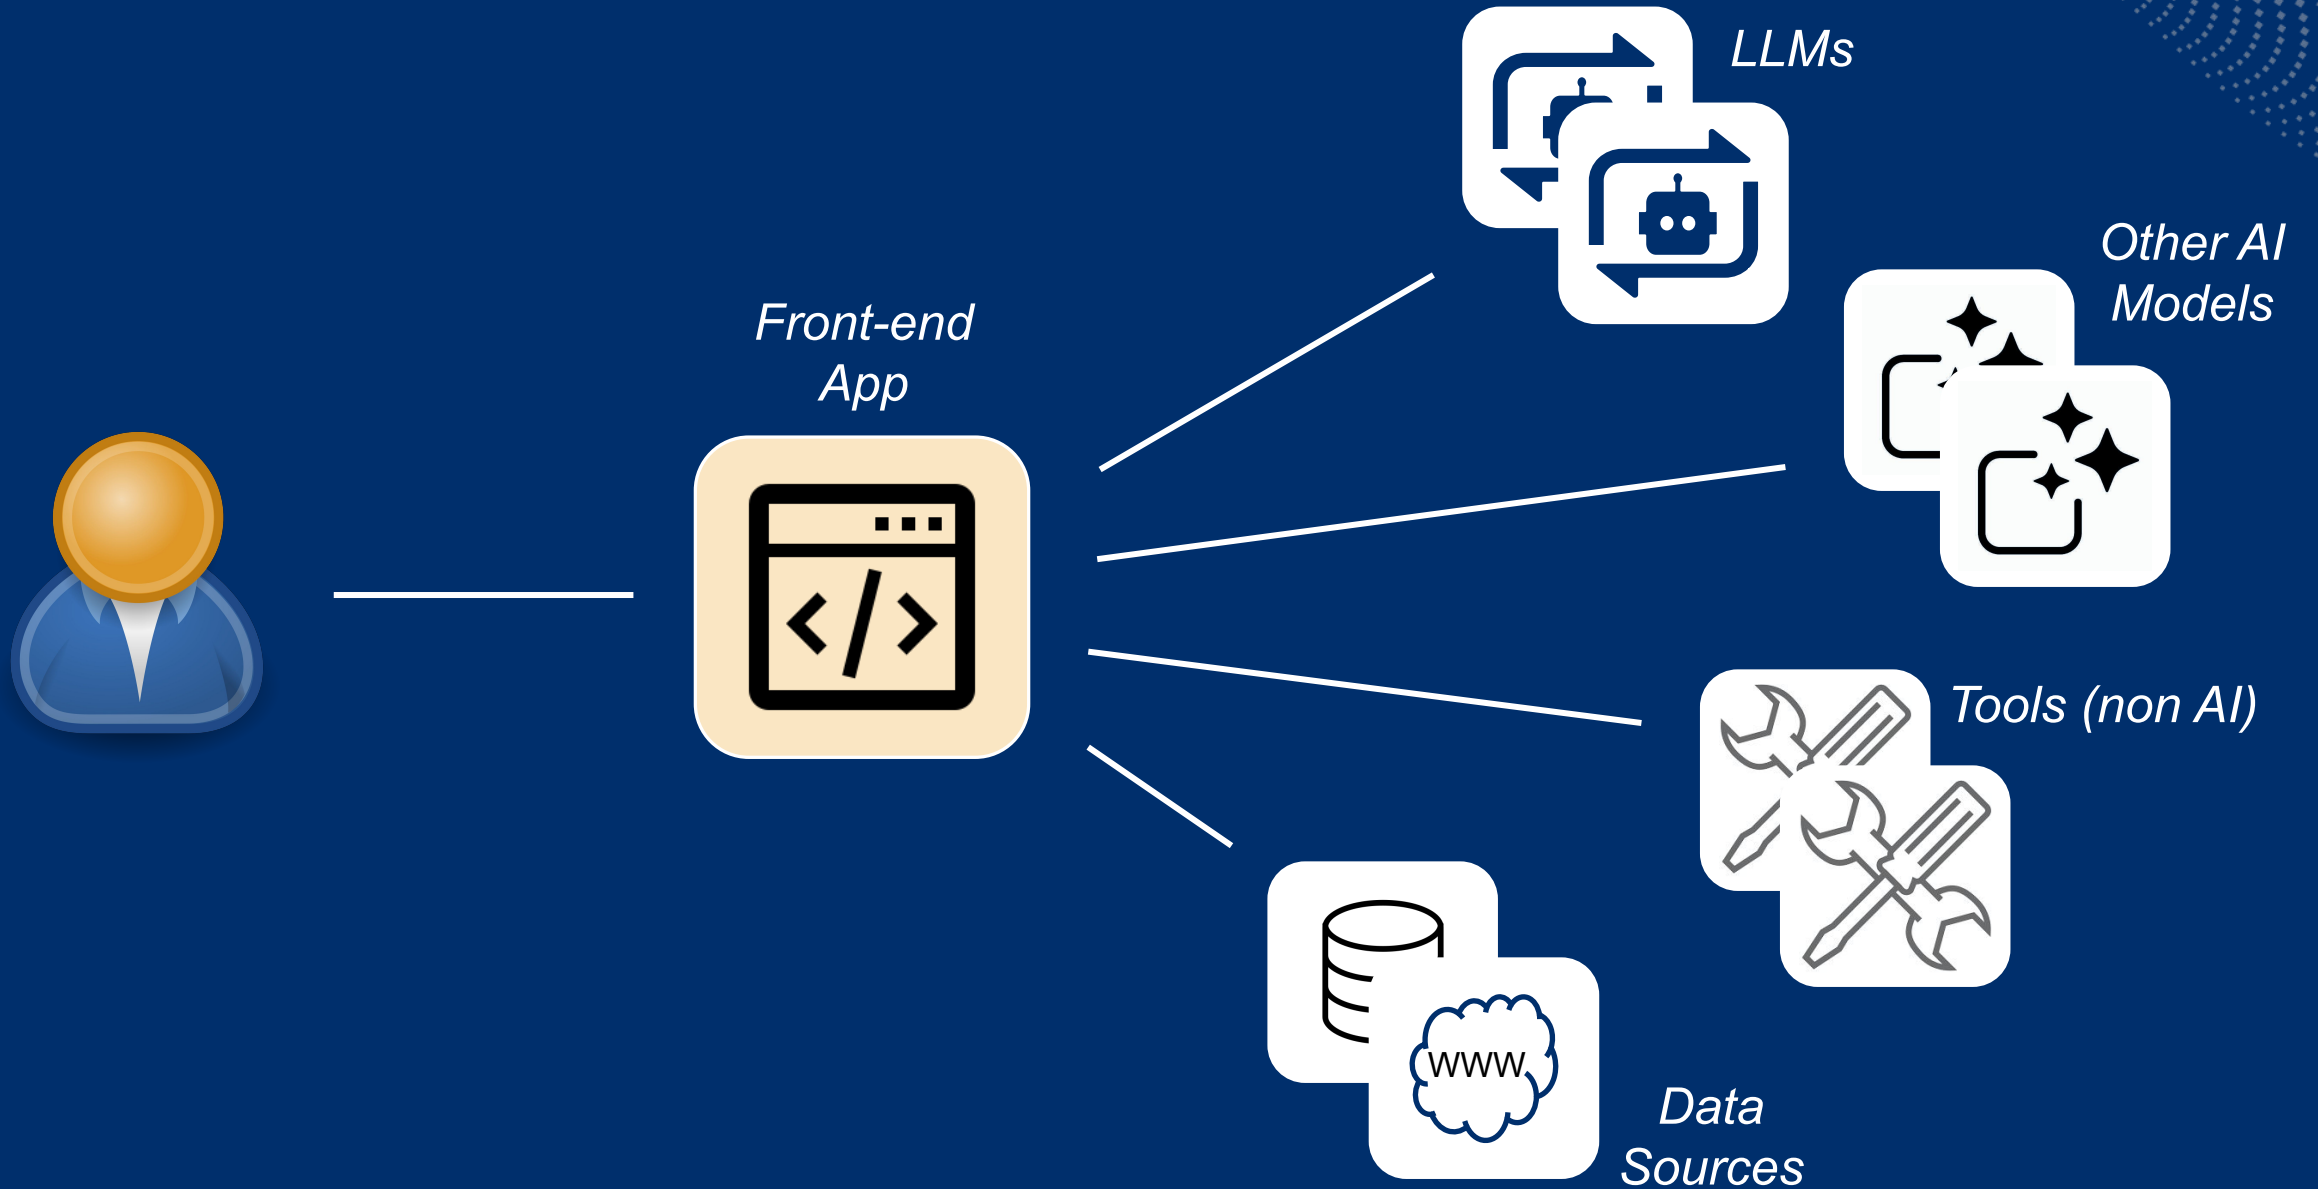 LLMs
Other AI
Models
Front-end
App
</>
Tools (non AI)
WWW
Data
Sources